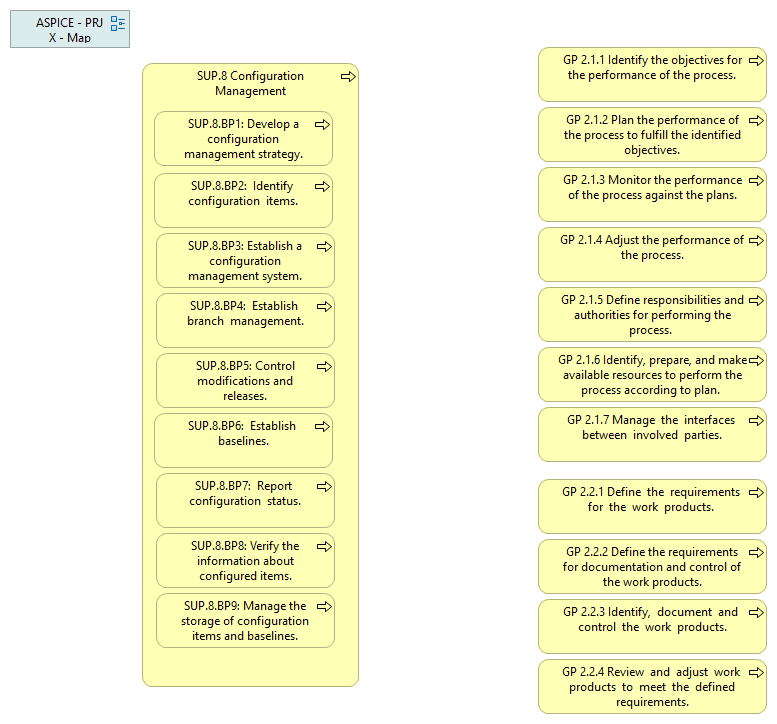 ASPICE - PRJ
X - Map
SUP.8 Configuration
Management
SUP.8.BP1: Develop a
configuration
management strategy.
SUP.8.BP2: Identify
configuration items.
SUP.8.BP3: Establish a
configuration
management system.
SUP.8.BP4: Establish
branch management.
SUP.8.BP5: Control
modifications and
releases.
SUP.8.BP6: Establish
baselines.
SUP.8.BP7: Report
configuration status.
SUP.8.BP8: Verify the
information about
configured items.
SUP.8.BP9: Manage the
storage of configuration
items and baselines.
GP 2.1.1 Identify the objectives for
the performance of the process.
GP 2.1.2 Plan the performance of
the process to fulfill the identified
objectives.
GP 2.1.3 Monitor the performance
of the process against the plans.
GP 2.1.4 Adjust the performance of
the process.
GP 2.1.5 Define responsibilities and
authorities for performing the
process.
GP 2.1.6 Identify, prepare, and make
available resources to perform the
process according to plan.
GP 2.1.7 Manage the interfaces
between involved parties.
GP 2.2.1 Define the requirements
for the work products.
GP 2.2.2 Define the requirements
for documentation and control of
the work products.
GP 2.2.3 Identify, document and
control the work products.
GP 2.2.4 Review and adjust work
products to meet the defined
requirements.